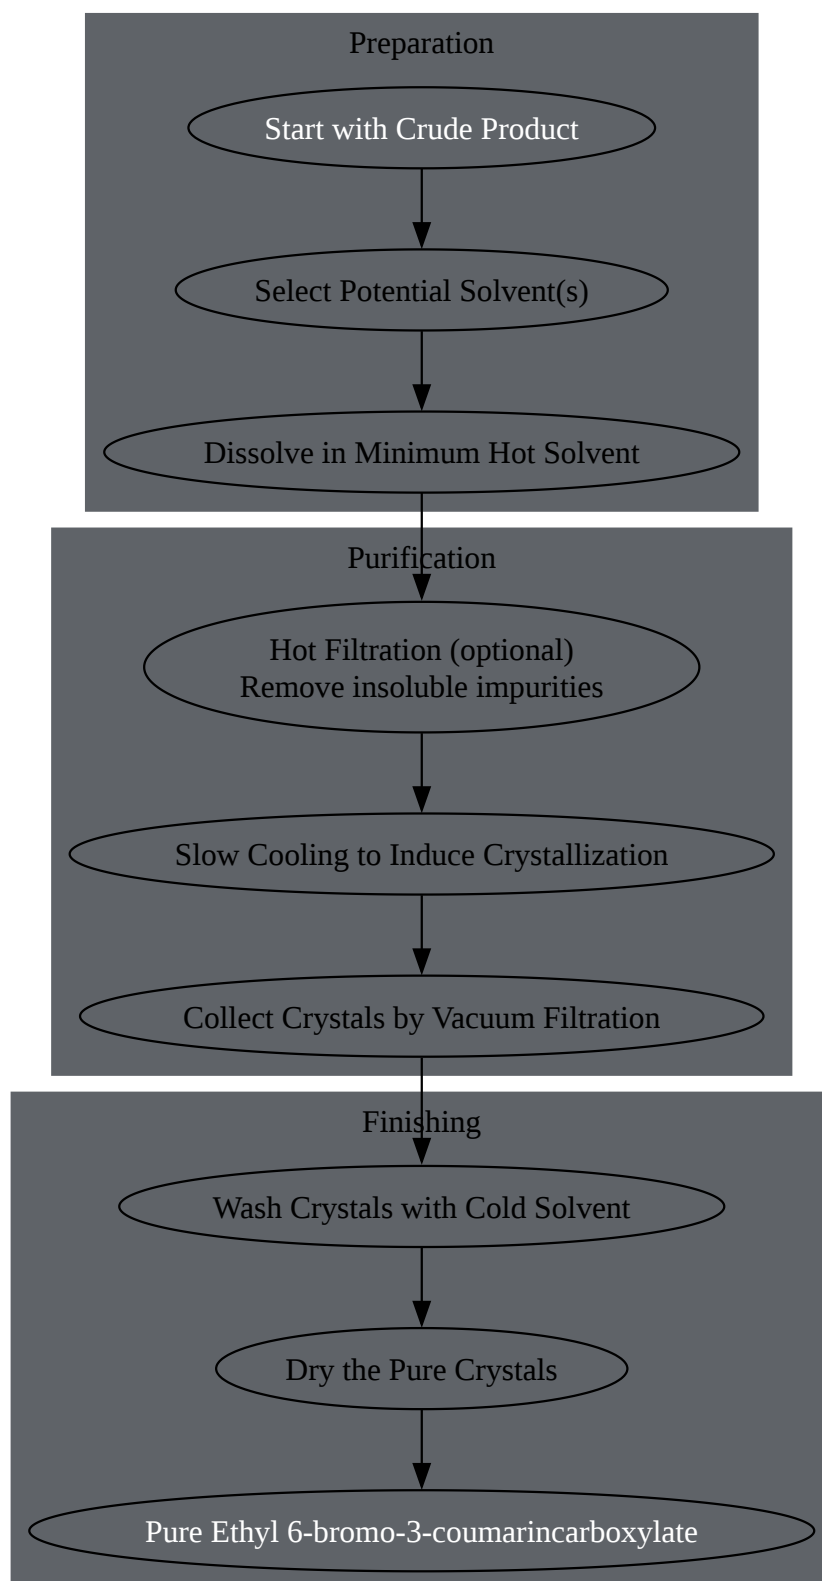 Preparation
Start with Crude Product
Select Potential Solvent(s)
Dissolve in Minimum Hot Solvent
Purification
Hot Filtration (optional)
Remove insoluble impurities
Slow Cooling to Induce Crystallization
Collect Crystals by Vacuum Filtration
Finishing
Wash Crystals with Cold Solvent
Dry the Pure Crystals
Pure Ethyl 6-bromo-3-coumarincarboxylate